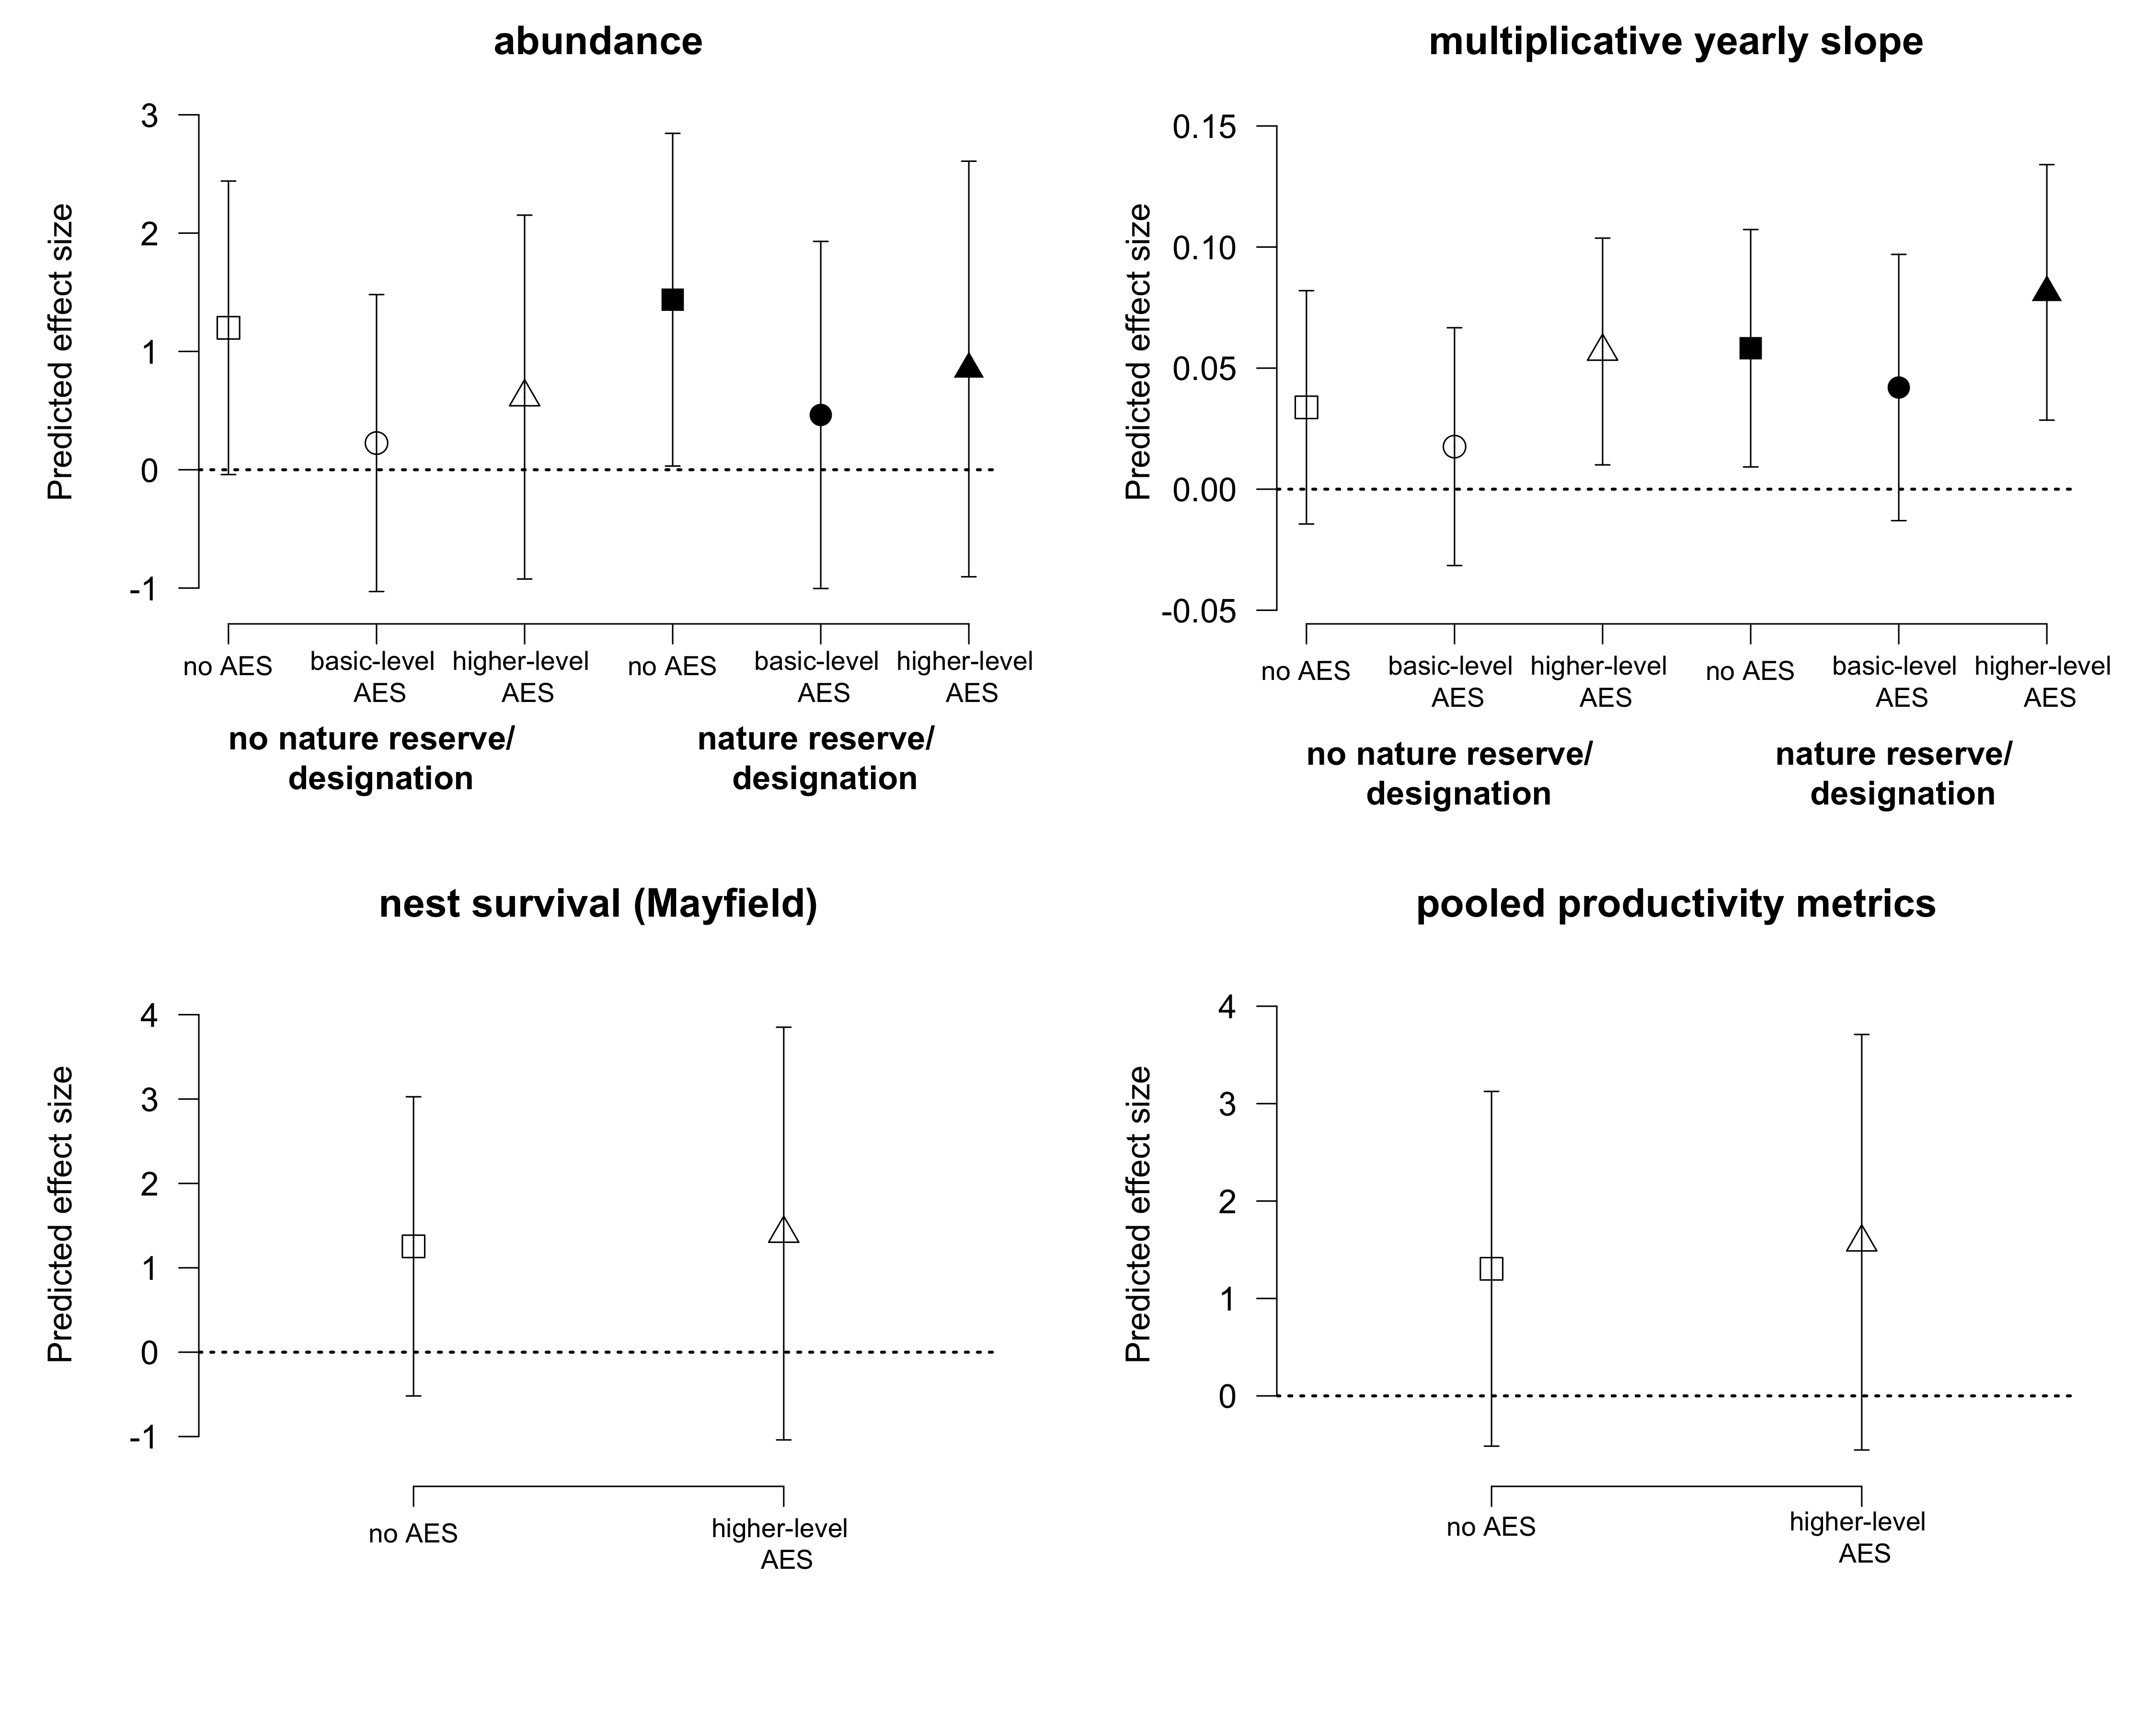 abundance
3
2
1
0
-1
Predicted effect size
no AES
basic-level
AES
higher-level
AES
no AES
basic-level
AES
higher-level
AES
no nature reserve/
designation
nature reserve/
designation
multiplicative yearly slope
0.15
0.10
0.05
0.00
-0.05
Predicted effect size
no AES
basic-level
AES
higher-level
AES
no AES
basic-level
AES
higher-level
AES
no nature reserve/
designation
nature reserve/
designation
nest survival (Mayfield)
4
3
2
1
0
-1
Predicted effect size
no AES
higher-level
AES
pooled productivity metrics
4
3
2
1
0
Predicted effect size
no AES
higher-level
AES